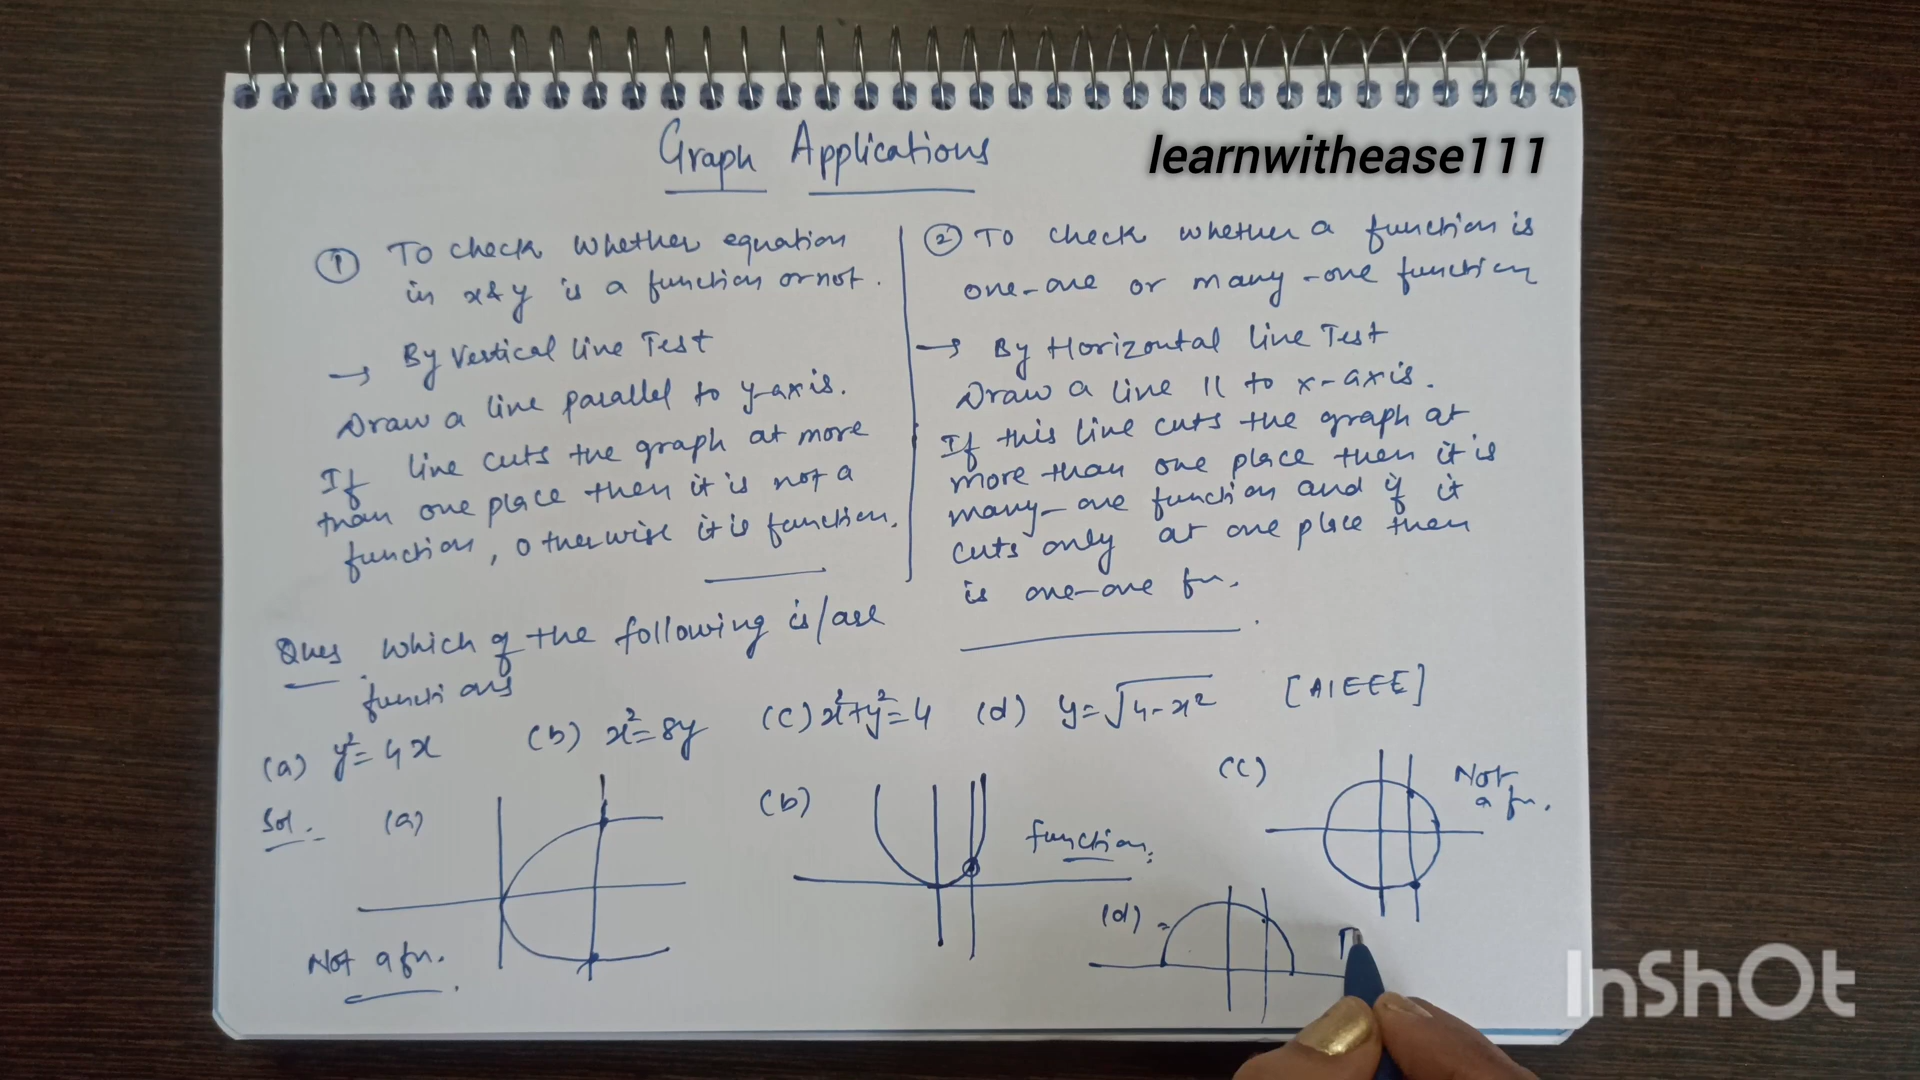 Graph Applications
learnwithease111
① To check whether equation
in x & y is a function or not.
→ By Vertical line Test
Draw a line parallel to y-axis.
If line cuts the graph at more
than one place then it is not a
function, otherwise it is function.
② To check whether a function is
one-one or many-one function
→ By Horizontal line Test
Draw a line || to x-axis.
If this line cuts the graph at
more than one place then it is
many-one function and if it
cuts only at one place then
is one-one fn.
Ques. which of the following is/are
functions
(a) y²=4x (b) x²=8y (c) x²+y²=4 (d) y=√4-x² [AIEEE]
Sol. (a)
Not a fn.
(b)
function.
(c)
Not
a fn.
(d)
InShOt